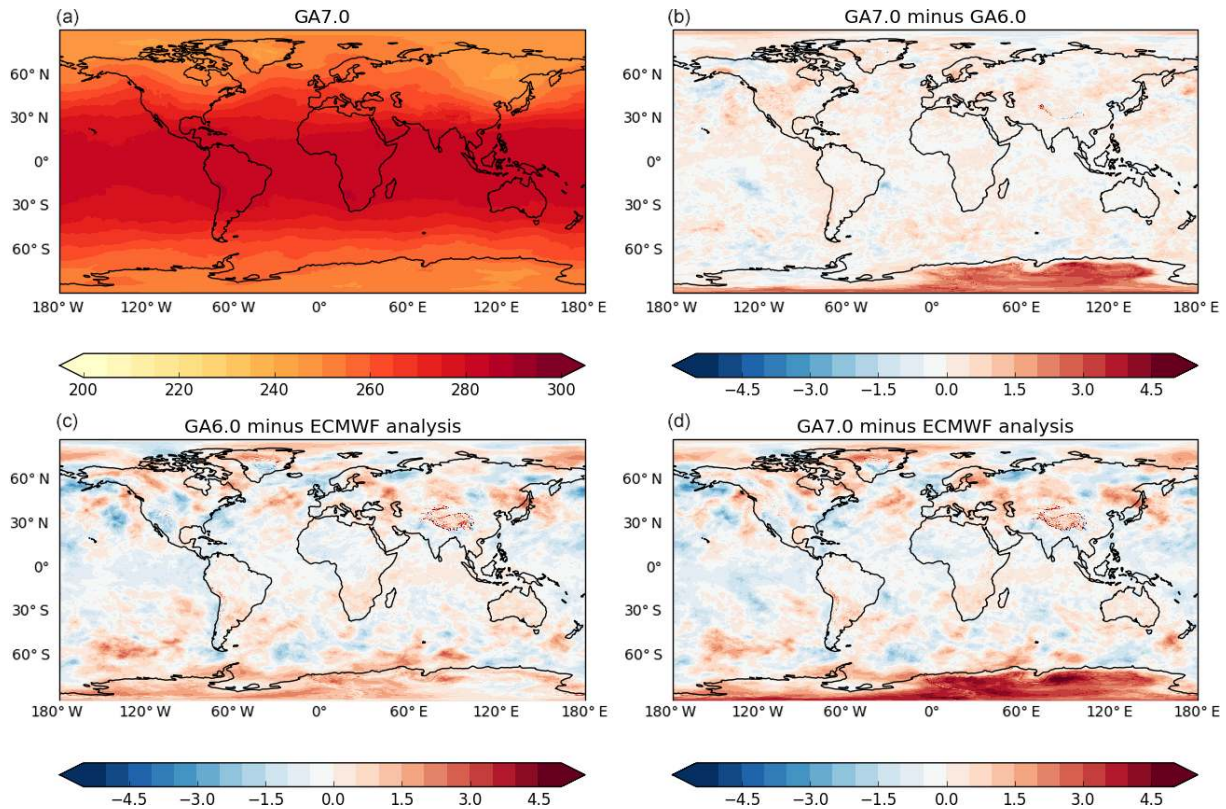 (a) GA7.0
60° N
30° N
0°
30° S
60° S
180° W 120° W 60° W 0° 60° E 120° E 180° E
200 220 240 260 280 300
(b) GA7.0 minus GA6.0
60° N
30° N
0°
30° S
60° S
180° W 120° W 60° W 0° 60° E 120° E 180° E
−4.5 −3.0 −1.5 0.0 1.5 3.0 4.5
(c) GA6.0 minus ECMWF analysis
60° N
30° N
0°
30° S
60° S
180° W 120° W 60° W 0° 60° E 120° E 180° E
−4.5 −3.0 −1.5 0.0 1.5 3.0 4.5
(d) GA7.0 minus ECMWF analysis
60° N
30° N
0°
30° S
60° S
180° W 120° W 60° W 0° 60° E 120° E 180° E
−4.5 −3.0 −1.5 0.0 1.5 3.0 4.5